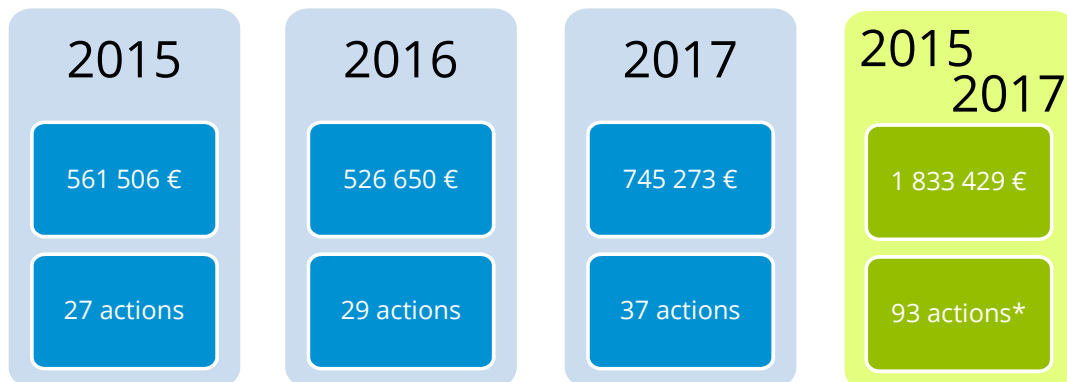 2015
561 506 €
27 actions
2016
526 650 €
29 actions
2017
745 273 €
37 actions
2015
2017
1 833 429 €
93 actions*